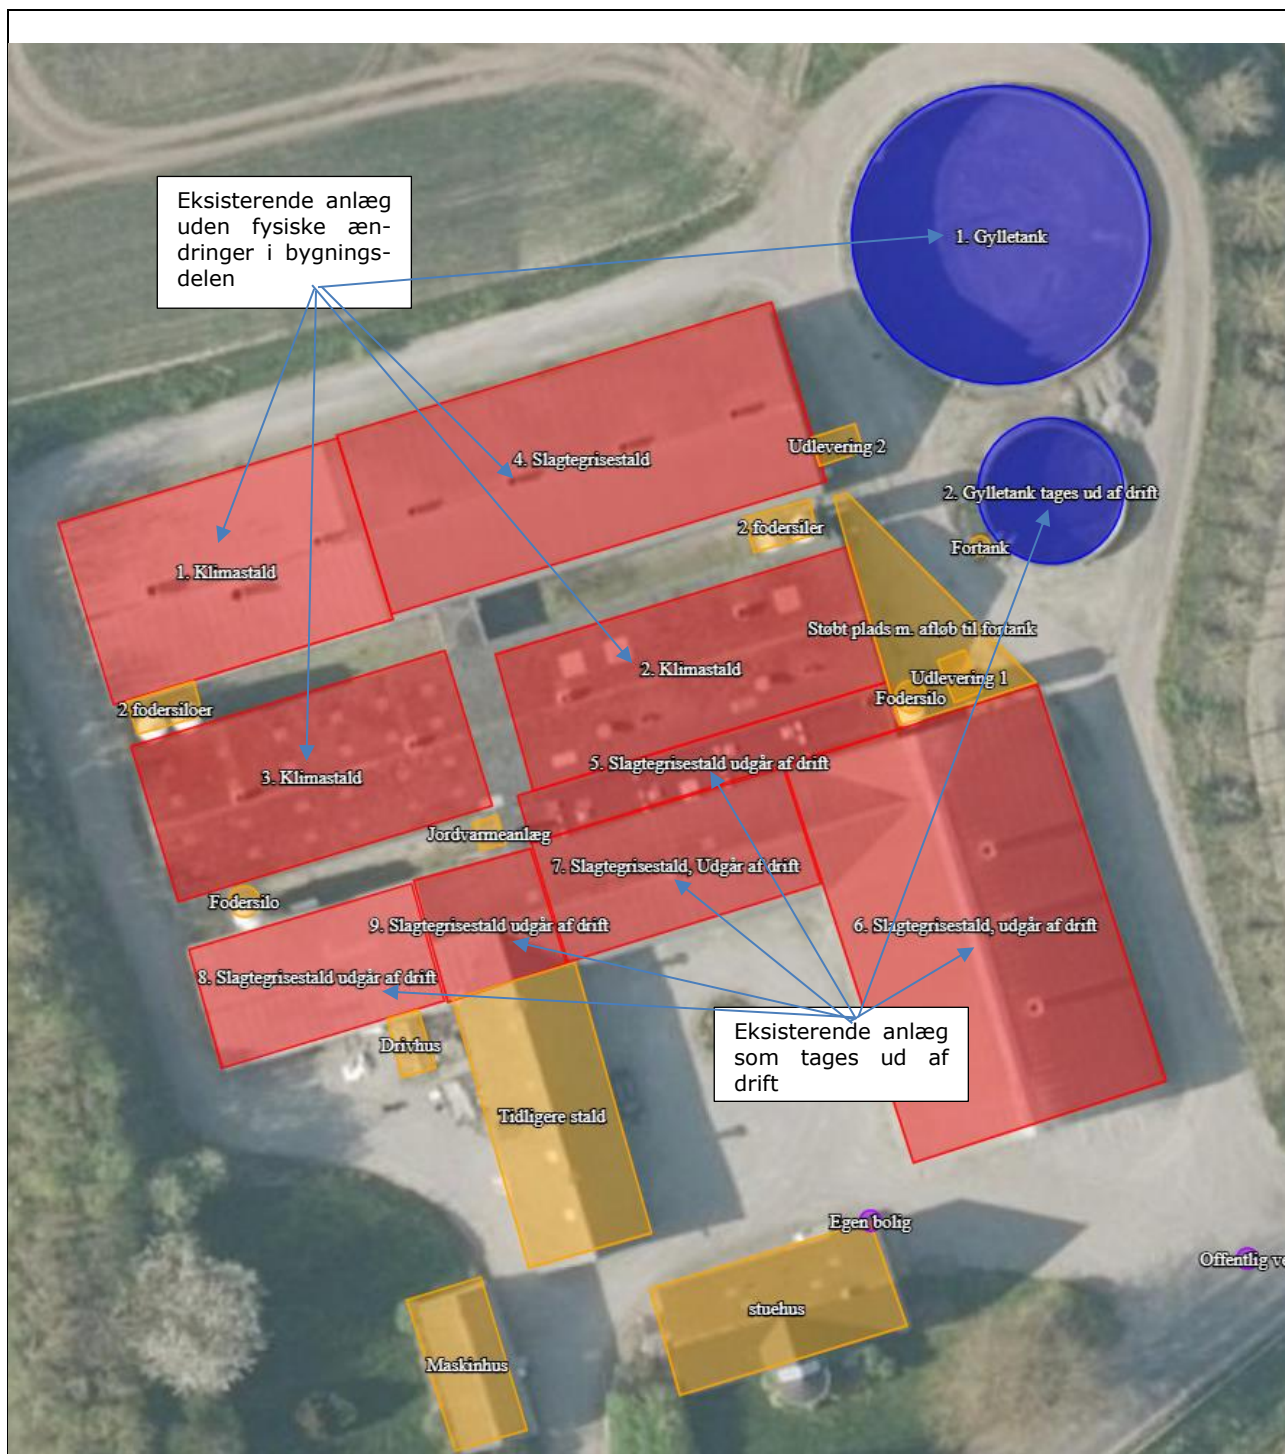 Eksisterende anlæg
uden fysiske æn-
dringer i bygnings-
delen
1. Gylletank
4. Slagtegrisestald
Udlevering 2
2. Gylletank tages ud af drift
2 fodersiler
Fortank
1. Klimastald
Støbt plads m. afløb til fortank
2. Klimastald
Udlevering 1
Fodersilo
2 fodersiloer
5. Slagtegrisestald udgår af drift
3. Klimastald
Jordvarmeanlæg
7. Slagtegrisestald, Udgår af drift
Fodersilo
9. Slagtegrisestald udgår af drift
6. Slagtegrisestald, udgår af drift
8. Slagtegrisestald udgår af drift
Eksisterende anlæg
som tages ud af
drift
Drivhus
Tidligere stald
Egen bolig
Offentlig ve
stuehus
Maskinhus